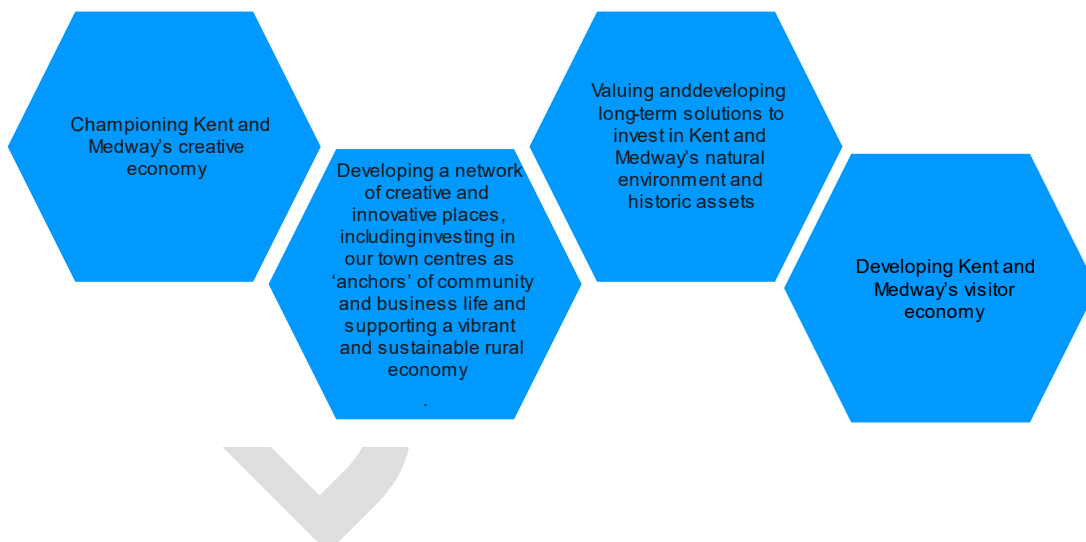 Championing Kent and
Medway's creative
economy
Developing a network
of creative and
innovative places,
includinginvesting in
our town centres as
‘anchors’ of community
and business life and
supporting a vibrant
and sustainable rural
economy
.
Valuing anddeveloping
long-term solutions to
invest in Kent and
Medway's natural
environment and
historic assets
Developing Kent and
Medway's visitor
economy